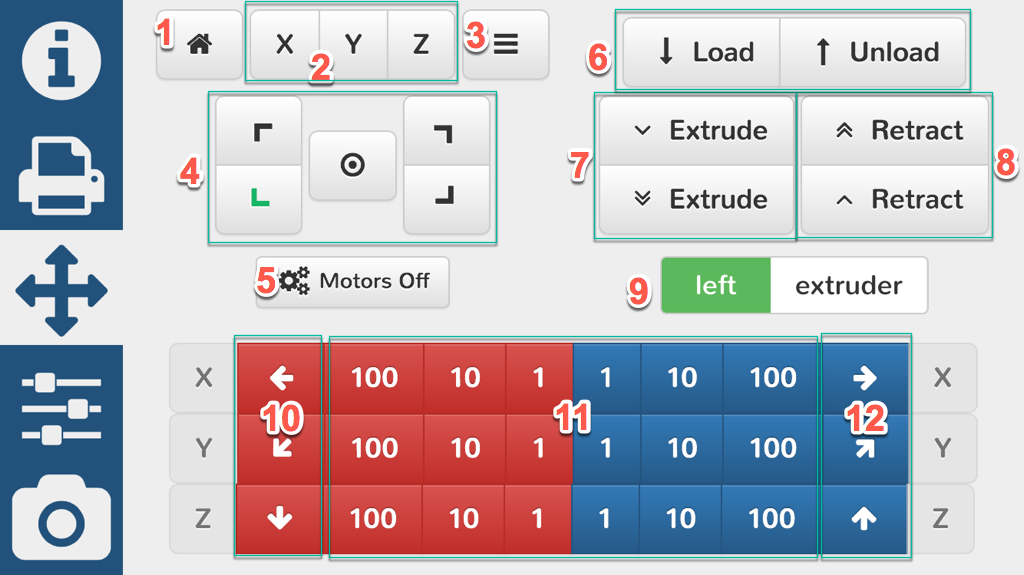 1
X Y Z
2
3
6
Load Unload
4
7
Extrude Retract
8
Extrude Retract
5
Motors Off
9
left extruder
X 100 10 1 1 10 100 X
10 11 12
Y 100 10 1 1 10 100 Y
Z 100 10 1 1 10 100 Z